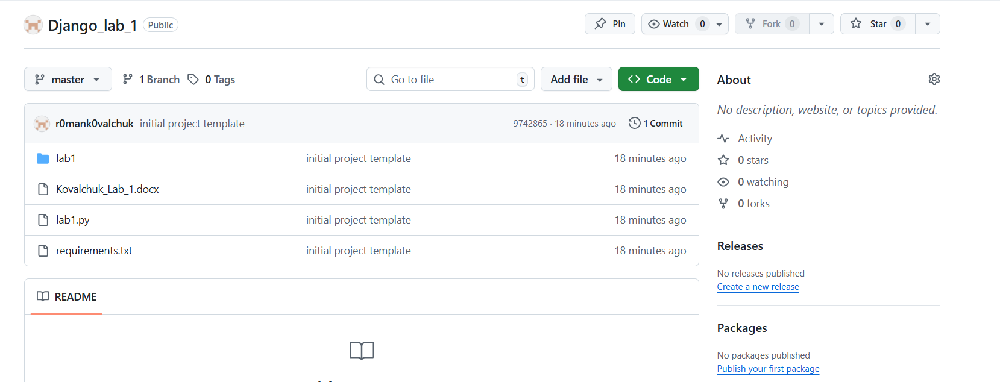 Django_lab_1 Public Pin Watch 0 Fork 0 Star 0
master 1 Branch 0 Tags Go to file t Add file Code
r0mank0valchuk initial project template 9742865 · 18 minutes ago 1 Commit
lab1 initial project template 18 minutes ago
Kovalchuk_Lab_1.docx initial project template 18 minutes ago
lab1.py initial project template 18 minutes ago
requirements.txt initial project template 18 minutes ago
README
About
No description, website, or topics provided.
Activity
0 stars
0 watching
0 forks
Releases
No releases published
Create a new release
Packages
No packages published
Publish your first package